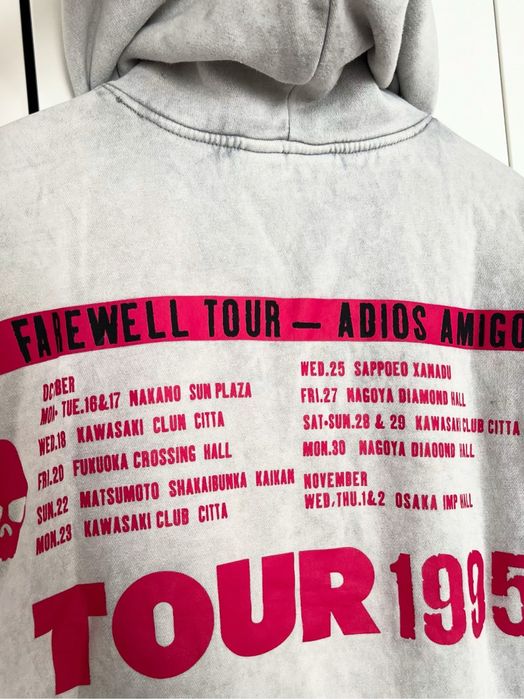 FAREWELL TOUR — ADIOS AMIGO
DCBER
MON- TUE.16&17 NAKANO SUN PLAZA
WED.18 KAWASAKI CLUN CITTA
FRI.20 FUKUOKA CROSSING HALL
SUN.22 MATSUMOTO SHAKAIBUNKA KAIKAN
MON.23 KAWASAKI CLUB CITTA
WED.25 SAPPOEO XANADU
FRI.27 NAGOYA DIAMOND HALL
SAT-SUN.28 & 29 KAWASAKI CLUB CITTA
MON.30 NAGOYA DIAOOND HALL
NOVEMBER
WED,THU.1&2 OSAKA IMP HALL
TOUR 1995